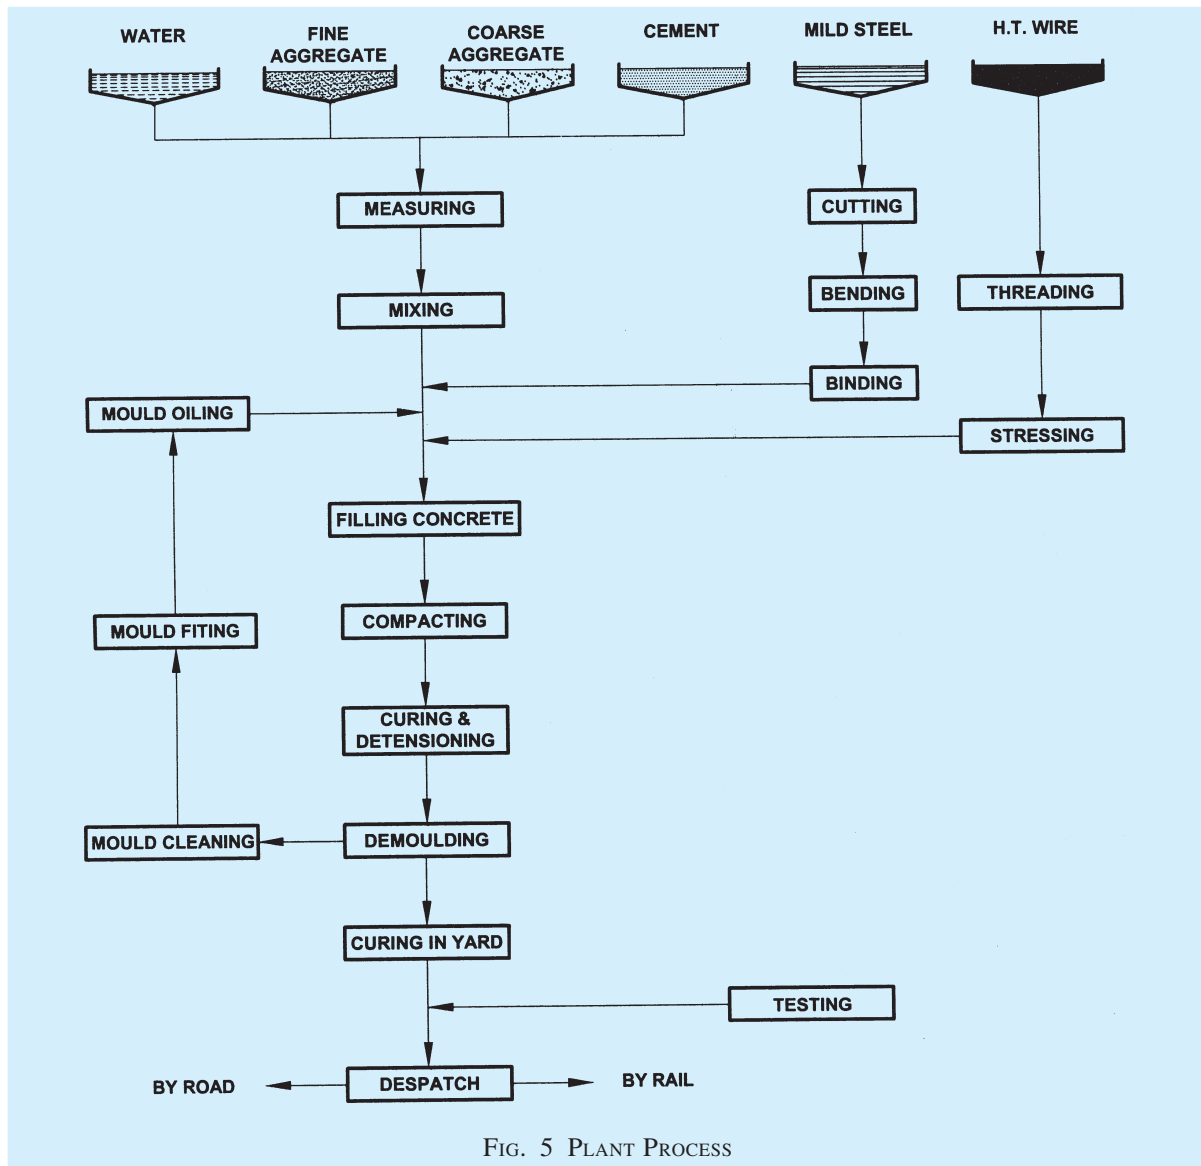 WATER
FINE
AGGREGATE
COARSE
AGGREGATE
CEMENT
MILD STEEL
H.T. WIRE
MEASURING
CUTTING
MIXING
BENDING
THREADING
BINDING
MOULD OILING
STRESSING
FILLING CONCRETE
MOULD FITING
COMPACTING
CURING &
DETENSIONING
MOULD CLEANING
DEMOULDING
CURING IN YARD
TESTING
BY ROAD
DESPATCH
BY RAIL
FIG. 5 PLANT PROCESS